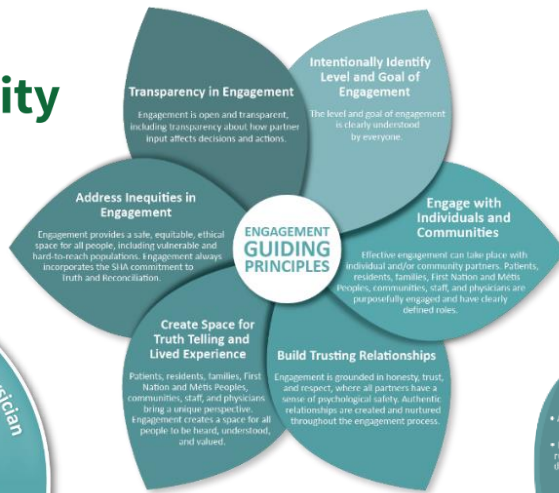 ity
Transparency in Engagement
Engagement is open and transparent,
including transparency about how partner
input affects decisions and actions.
Intentionally Identify
Level and Goal of
Engagement
The level and goal of engagement
is clearly understood
by everyone.
Address Inequities in
Engagement
Engagement provides a safe, equitable, ethical
space for all people, including vulnerable and
hard-to-reach populations. Engagement always
incorporates the SHA commitment to
Truth and Reconciliation.
ENGAGEMENT
GUIDING
PRINCIPLES
Engage with
Individuals and
Communities
Effective engagement can take place with
individual and/or community partners. Patients,
residents, families, First Nation and Métis
Peoples, communities, staff, and physicians are
purposefully engaged and have clearly
defined roles.
Create Space for
Truth Telling and
Lived Experience
Patients, residents, families, First
Nation and Métis Peoples,
communities, staff, and physicians
bring a unique perspective.
Engagement creates a space for all
people to be heard, understood,
and valued.
Build Trusting Relationships
Engagement is grounded in honesty, trust,
and respect, where all partners have a
sense of psychological safety. Authentic
relationships are created and nurtured
throughout the engagement process.
sician